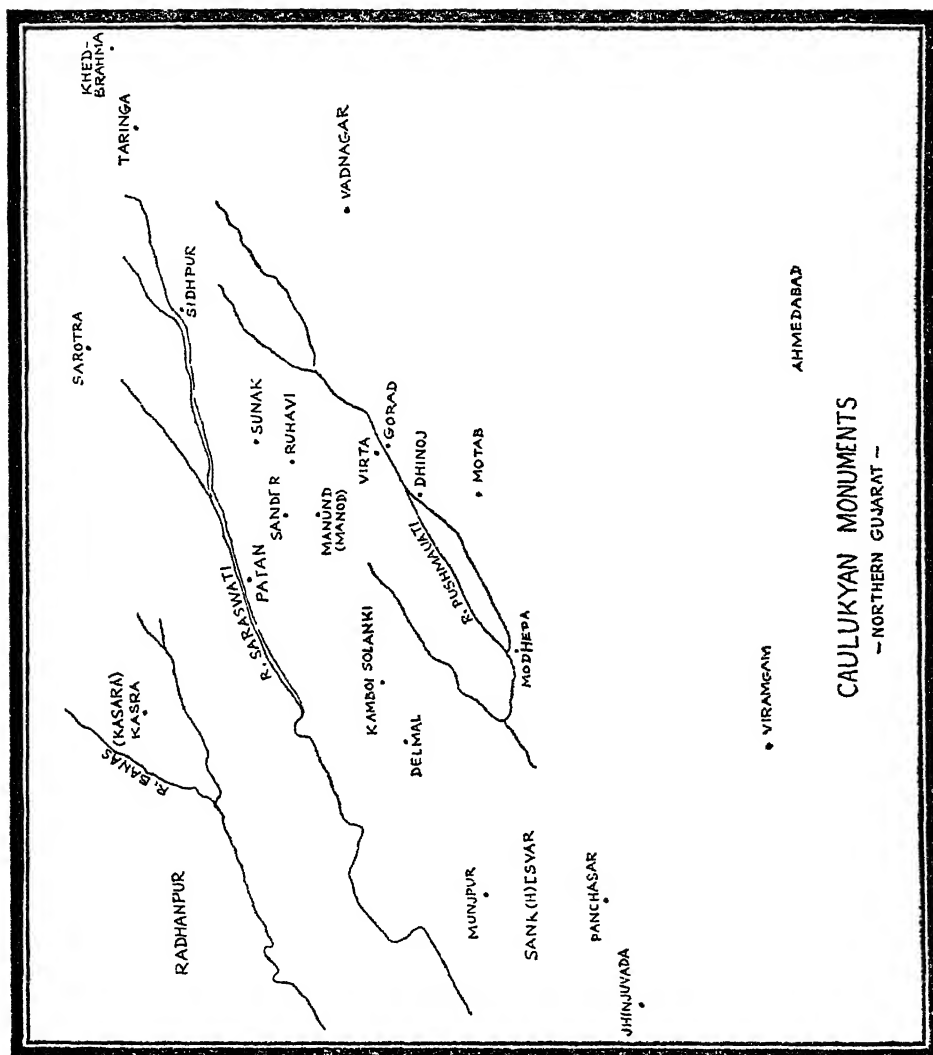 SAROTRA
KHED-
BRAHMA
TARINGA
(KASARA)
KASRA
R. BANAS
RADHANPUR
SIDHPUR
R. SARASWATI
SUNAK
PATAN
SANDER
RUHAVI
MANUND
(MANOD)
VADNAGAR
VIRTA
KAMBOI SOLANKI
GORAD
DELMAL
DHINOJ
R. PUSHMAVATI
MUNJPUR
MOTAB
MODHERA
SANK(H)ESVAR
PANCHASAR
JHINJUVADA
VIRAMGAM
AHMEDABAD
CAULUKYAN MONUMENTS
– NORTHERN GUJARAT –